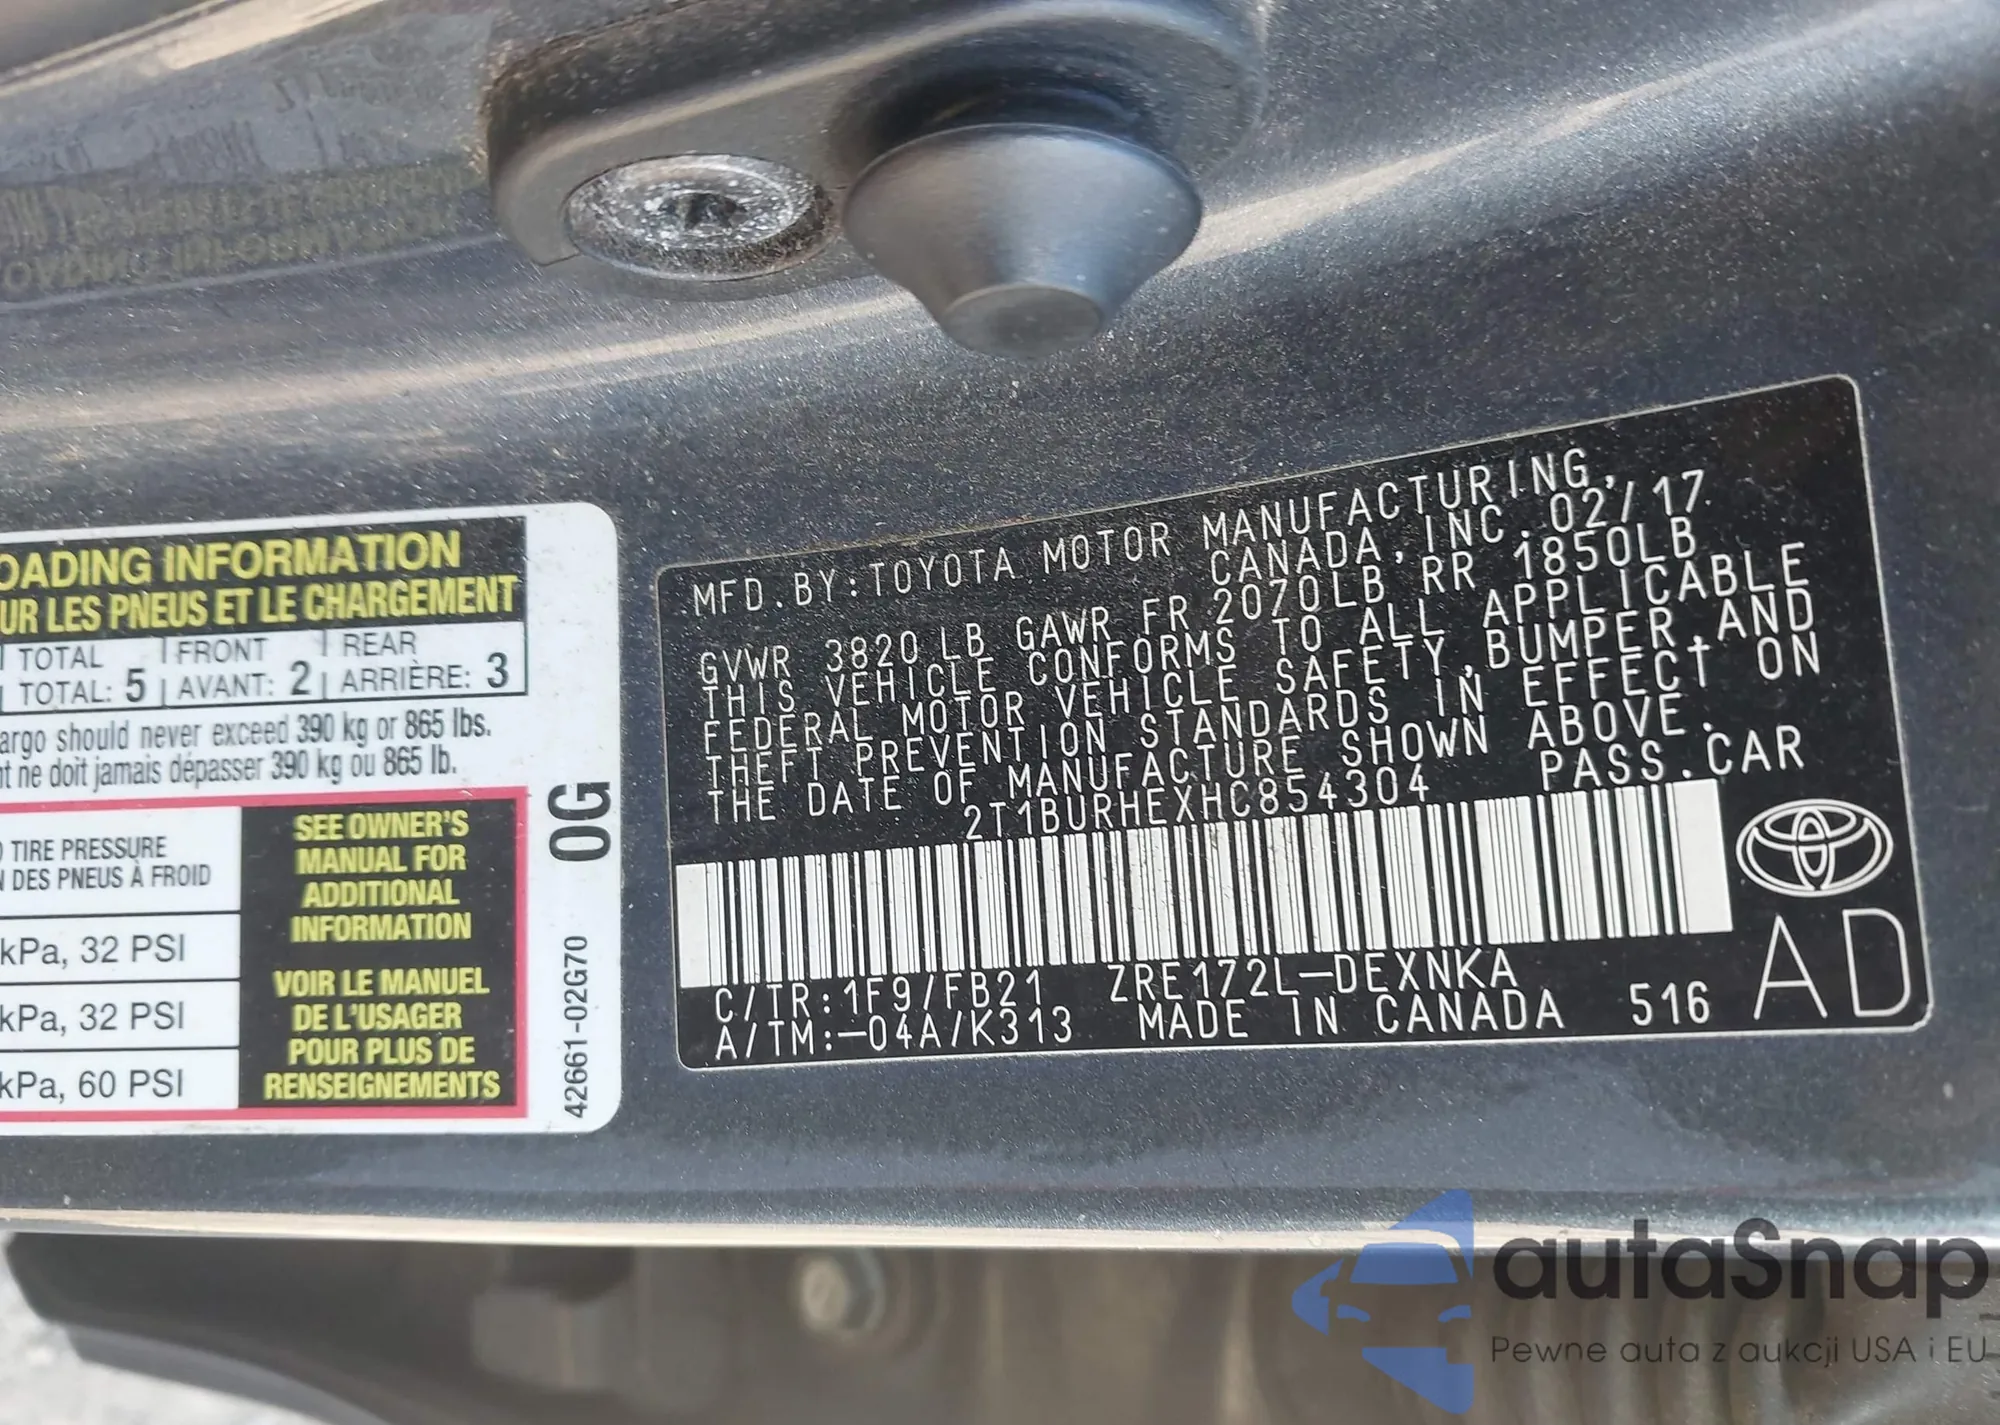 OADING INFORMATION
UR LES PNEUS ET LE CHARGEMENT
TOTAL | FRONT | REAR
TOTAL: 5 | AVANT: 2 | ARRIÈRE: 3
argo should never exceed 390 kg or 865 lbs.
nt ne doit jamais dépasser 390 kg ou 865 lb.
TIRE PRESSURE
DES PNEUS À FROID
kPa, 32 PSI
kPa, 32 PSI
kPa, 60 PSI
SEE OWNER'S
MANUAL FOR
ADDITIONAL
INFORMATION
VOIR LE MANUEL
DE L'USAGER
POUR PLUS DE
RENSEIGNEMENTS
0G
42661-02G70
MFD.BY:TOYOTA MOTOR MANUFACTURING,
CANADA,INC. 02/17
GVWR 3820 LB GAWR FR 2070LB RR 1850LB
THIS VEHICLE CONFORMS TO ALL APPLICABLE
FEDERAL MOTOR VEHICLE SAFETY,BUMPER,AND
THEFT PREVENTION STANDARDS IN EFFECT ON
THE DATE OF MANUFACTURE SHOWN ABOVE.
2T1BURHEXHC854304 PASS.CAR
C/TR:1F9/FB21 ZRE172L-DEXNKA
A/TM:-04A/K313 MADE IN CANADA 516
AD
autaSnap
Pewne auta z aukcji USA i EU